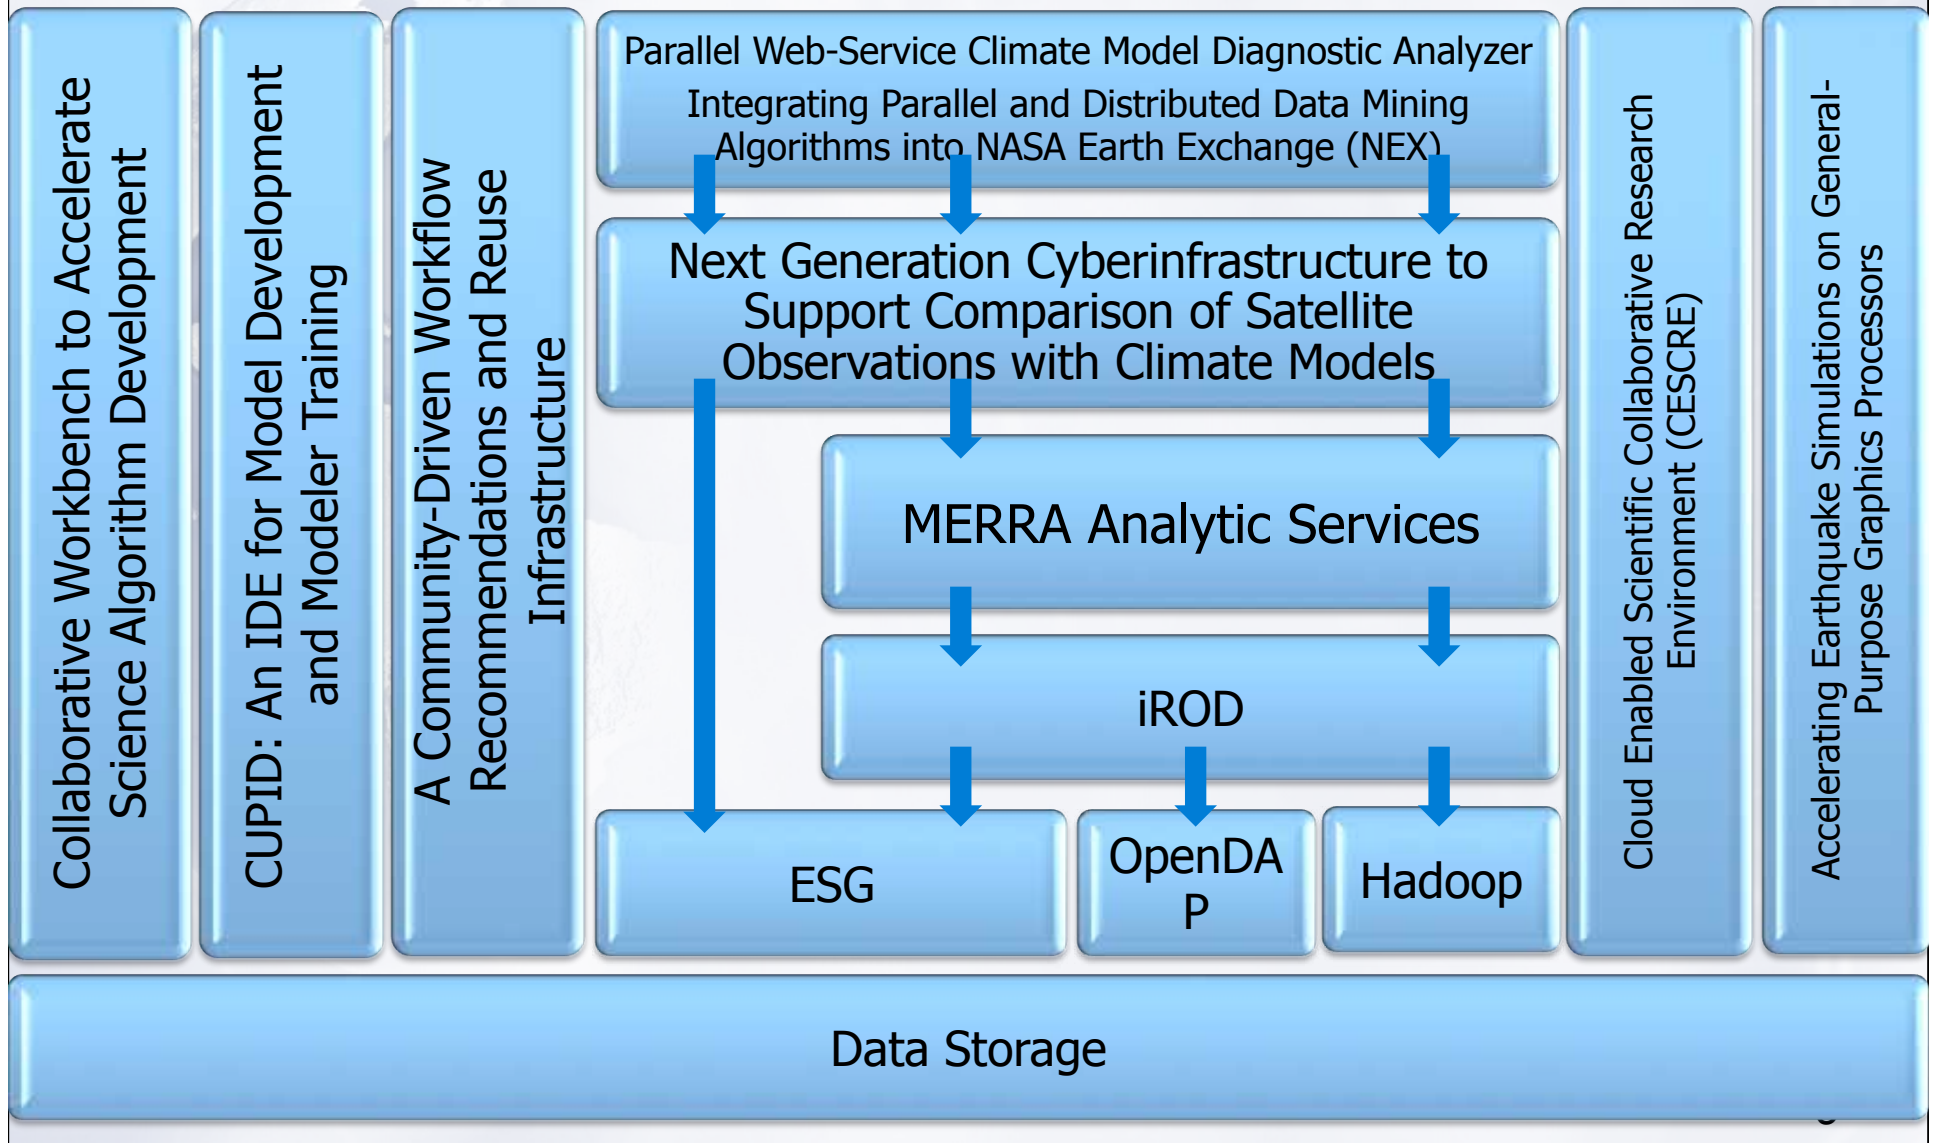 Collaborative Workbench to Accelerate
Science Algorithm Development
CUPID: An IDE for Model Development
and Modeler Training
A Community-Driven Workflow
Recommendations and Reuse
Infrastructure
Parallel Web-Service Climate Model Diagnostic Analyzer
Integrating Parallel and Distributed Data Mining
Algorithms into NASA Earth Exchange (NEX)
Next Generation Cyberinfrastructure to
Support Comparison of Satellite
Observations with Climate Models
MERRA Analytic Services
iROD
ESG
OpenDA
P
Hadoop
Cloud Enabled Scientific Collaborative Research
Environment (CESCRE)
Accelerating Earthquake Simulations on General-
Purpose Graphics Processors
Data Storage